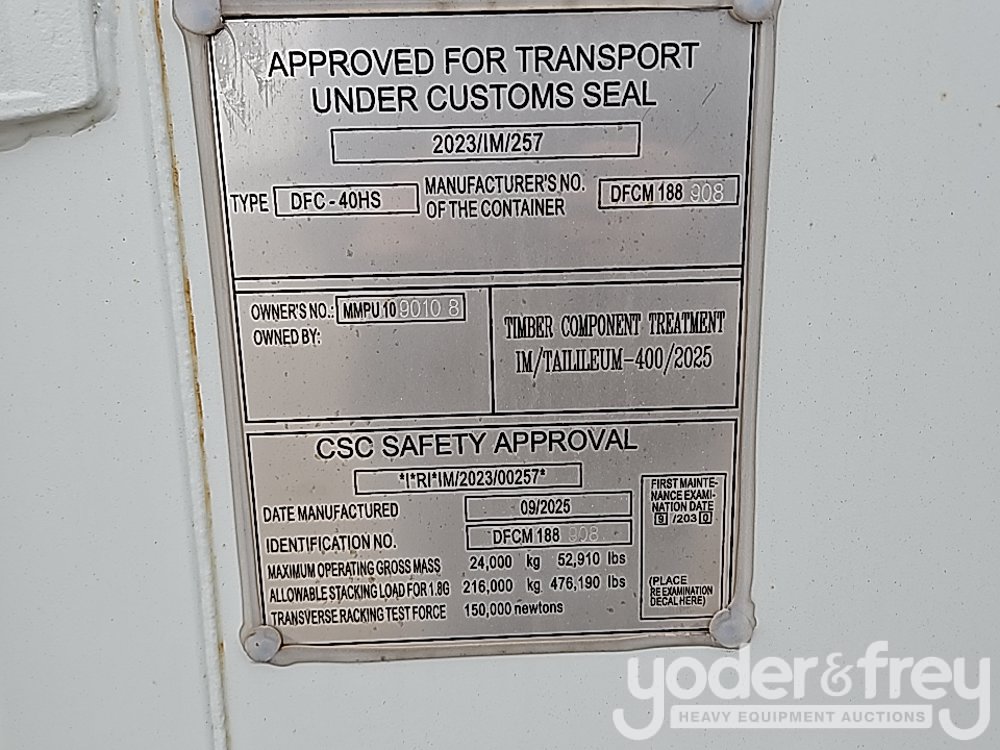 APPROVED FOR TRANSPORT
UNDER CUSTOMS SEAL
2023/IM/257
TYPE DFC - 40HS
MANUFACTURER'S NO.
OF THE CONTAINER
DFCM 188 908
OWNER'S NO.: MMPU 10 9010 8
OWNED BY:
TIMBER COMPONENT TREATMENT
IM/TAILILEUM-400/2025
CSC SAFETY APPROVAL
*I*RI*IM/2023/00257*
DATE MANUFACTURED 09/2025
IDENTIFICATION NO. DFCM 188 908
MAXIMUM OPERATING GROSS MASS 24,000 kg 52,910 lbs
ALLOWABLE STACKING LOAD FOR 1.8G 216,000 kg 476,190 lbs
TRANSVERSE RACKING TEST FORCE 150,000 newtons
FIRST MAINTE-
NANCE EXAMI-
NATION DATE
9 /203 0
(PLACE
RE EXAMINATION
DECAL HERE)
yoder&frey
HEAVY EQUIPMENT AUCTIONS